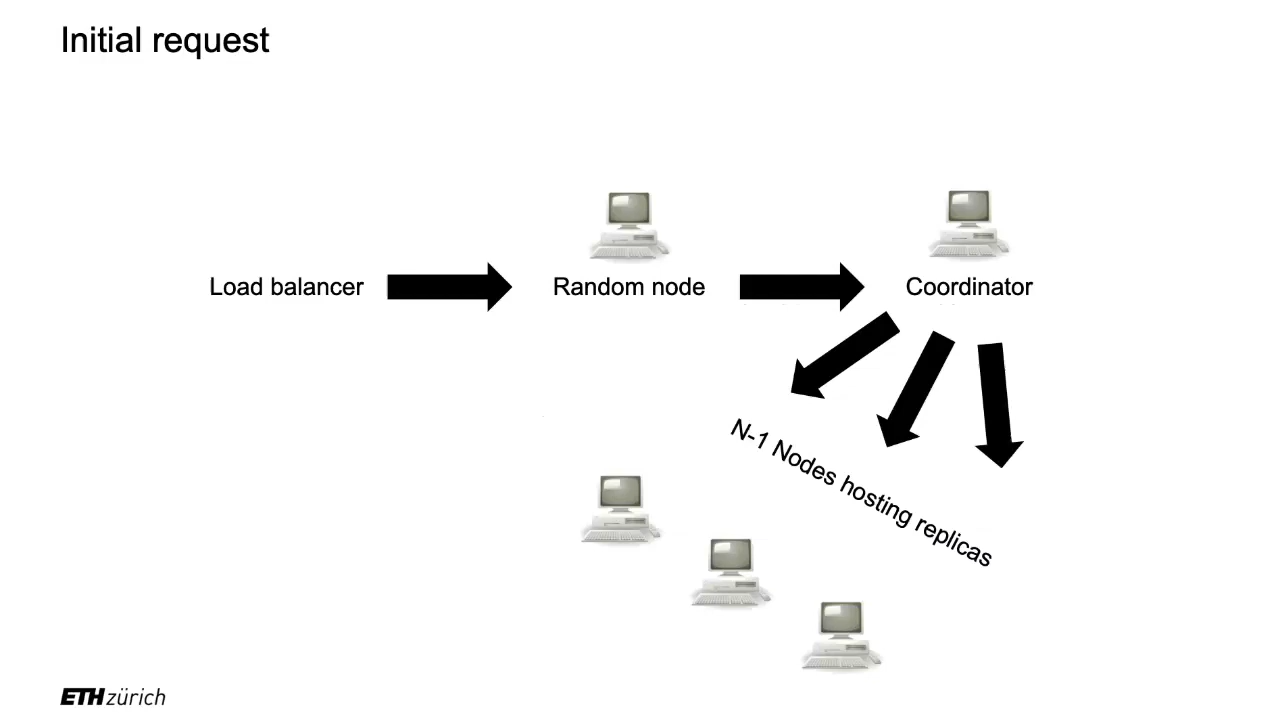 Initial request
Load balancer
Random node
Coordinator
N-1 Nodes hosting replicas
ETH zürich